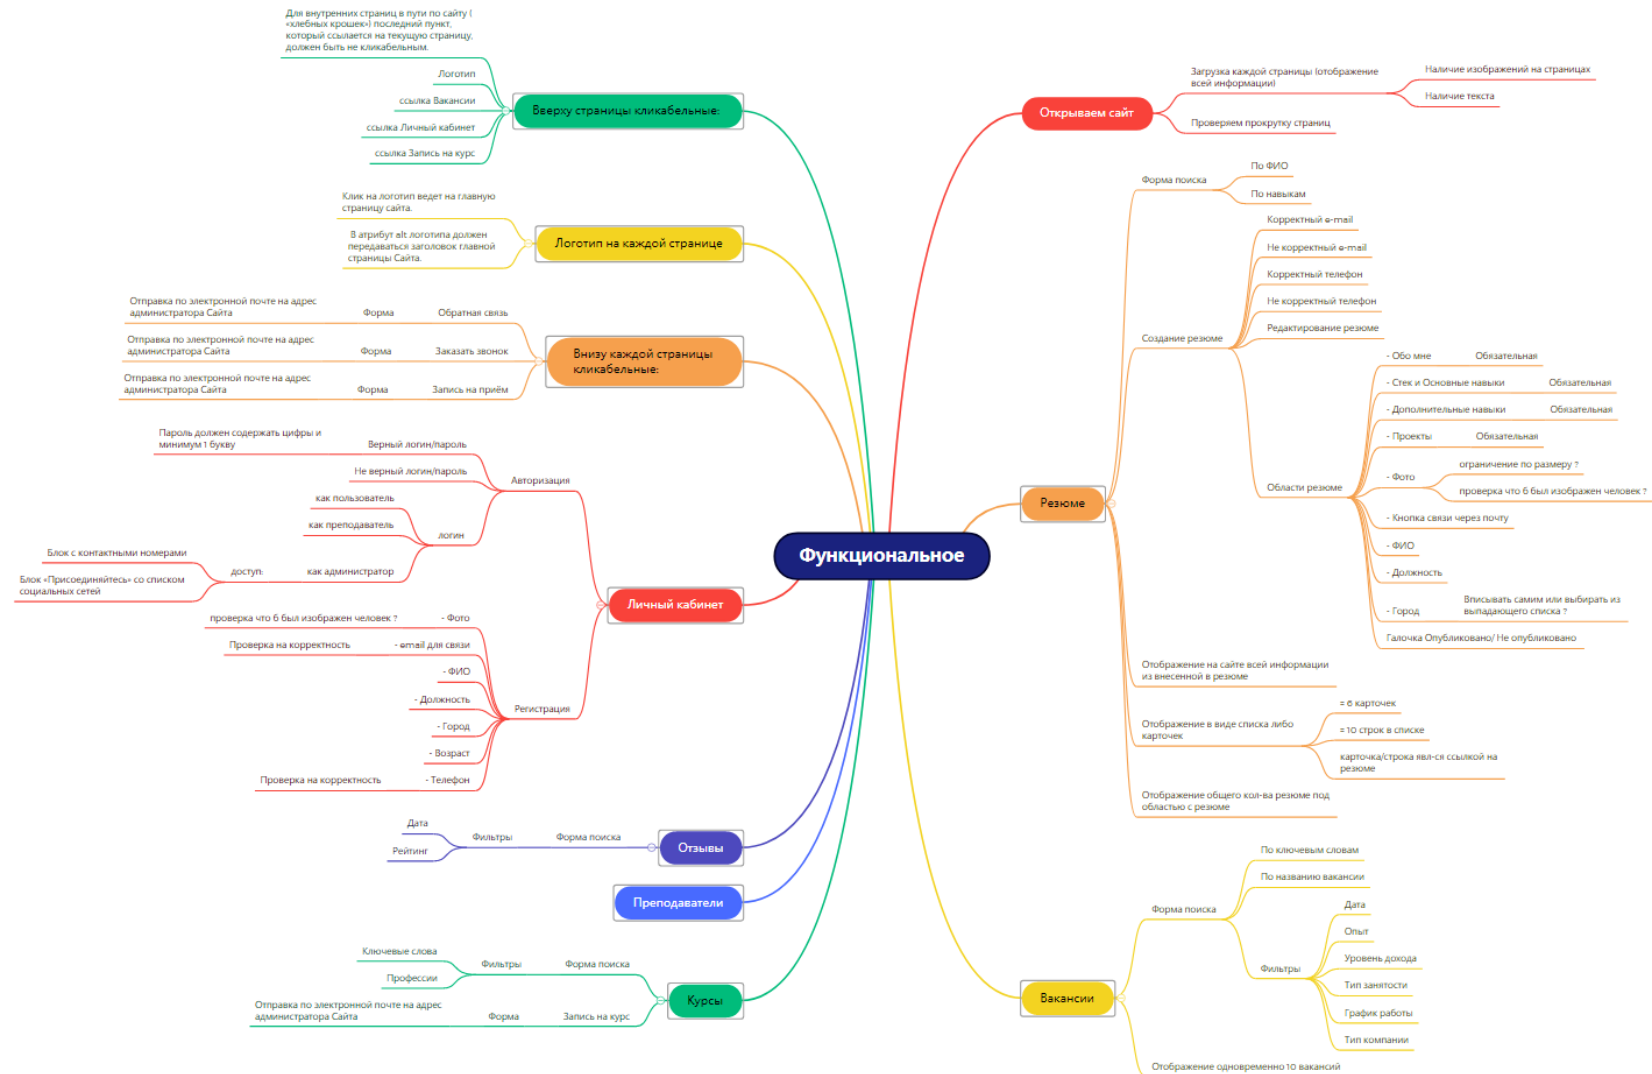 Функциональное
Вверху страницы кликабельные:
Для внутренних страниц в пути по сайту (
«хлебных крошек») последний пункт,
который ссылается на текущую страницу,
должен быть не кликабельным.
Логотип
ссылка Вакансии
ссылка Личный кабинет
ссылка Запись на курс
Логотип на каждой странице
Клик на логотип ведет на главную
страницу сайта.
В атрибут alt логотипа должен
передаваться заголовок главной
страницы Сайта.
Внизу каждой страницы
кликабельные:
Обратная связь
Форма
Отправка по электронной почте на адрес
администратора Сайта
Заказать звонок
Форма
Отправка по электронной почте на адрес
администратора Сайта
Запись на приём
Форма
Отправка по электронной почте на адрес
администратора Сайта
Личный кабинет
Авторизация
Верный логин/пароль
Пароль должен содержать цифры и
минимум 1 букву
Не верный логин/пароль
логин
как пользователь
как преподаватель
как администратор
доступ:
Блок с контактными номерами
Блок «Присоединяйтесь» со списком
социальных сетей
Регистрация
- Фото
проверка что б был изображен человек ?
- email для связи
Проверка на корректность
- ФИО
- Должность
- Город
- Возраст
- Телефон
Проверка на корректность
Отзывы
Форма поиска
Фильтры
Дата
Рейтинг
Преподаватели
Курсы
Форма поиска
Фильтры
Ключевые слова
Профессии
Запись на курс
Форма
Отправка по электронной почте на адрес
администратора Сайта
Открываем сайт
Загрузка каждой страницы (отображение
всей информации)
Наличие изображений на страницах
Наличие текста
Проверяем прокрутку страниц
Резюме
Форма поиска
По ФИО
По навыкам
Создание резюме
Корректный e-mail
Не корректный e-mail
Корректный телефон
Не корректный телефон
Редактирование резюме
Области резюме
- Обо мне
Обязательная
- Стек и Основные навыки
Обязательная
- Дополнительные навыки
Обязательная
- Проекты
Обязательная
- Фото
ограничение по размеру ?
проверка что б был изображен человек ?
- Кнопка связи через почту
- ФИО
- Должность
- Город
Вписывать самим или выбирать из
выпадающего списка ?
Галочка Опубликовано/ Не опубликовано
Отображение на сайте всей информации
из внесенной в резюме
Отображение в виде списка либо
карточек
= 6 карточек
= 10 строк в списке
карточка/строка явл-ся ссылкой на
резюме
Отображение общего кол-ва резюме под
областью с резюме
Вакансии
Форма поиска
По ключевым словам
По названию вакансии
Фильтры
Дата
Опыт
Уровень дохода
Тип занятости
График работы
Тип компании
Отображение одновременно 10 вакансий